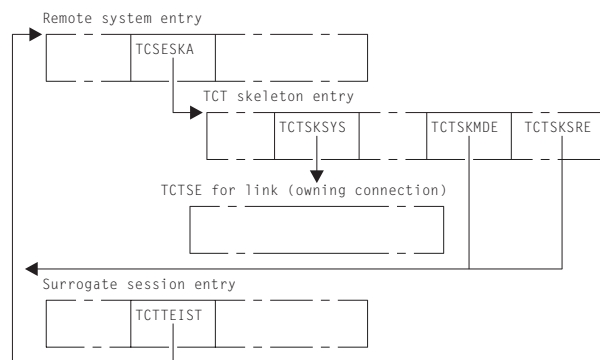 Remote system entry
TCSESKA
TCT skeleton entry
TCTSKSYS
TCTSKMDE
TCTSKSRE
TCTSE for link (owning connection)
Surrogate session entry
TCTTEIST